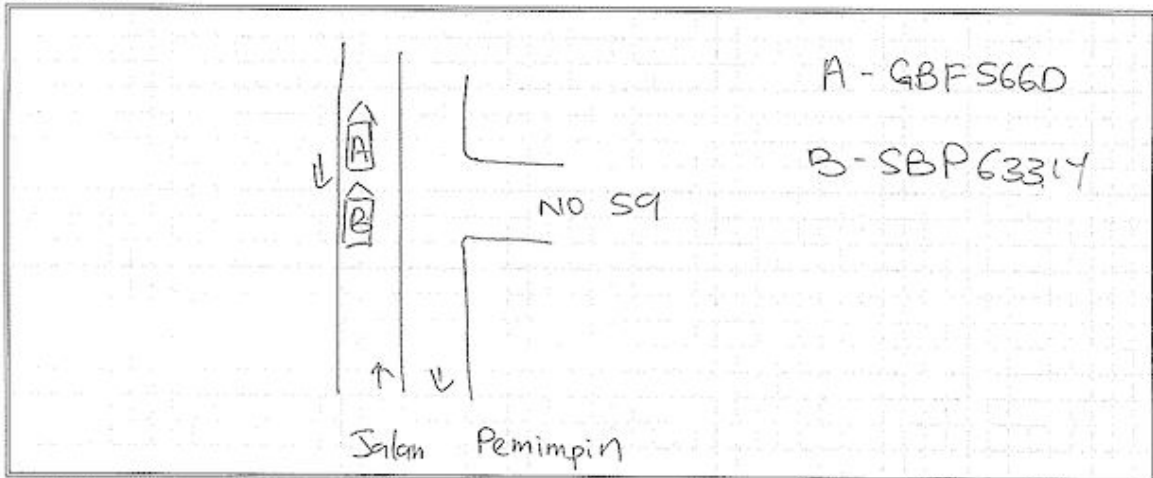 A - GBF566D
B - SBP6331Y
A
B
NO 59
Jalan Pemimpin